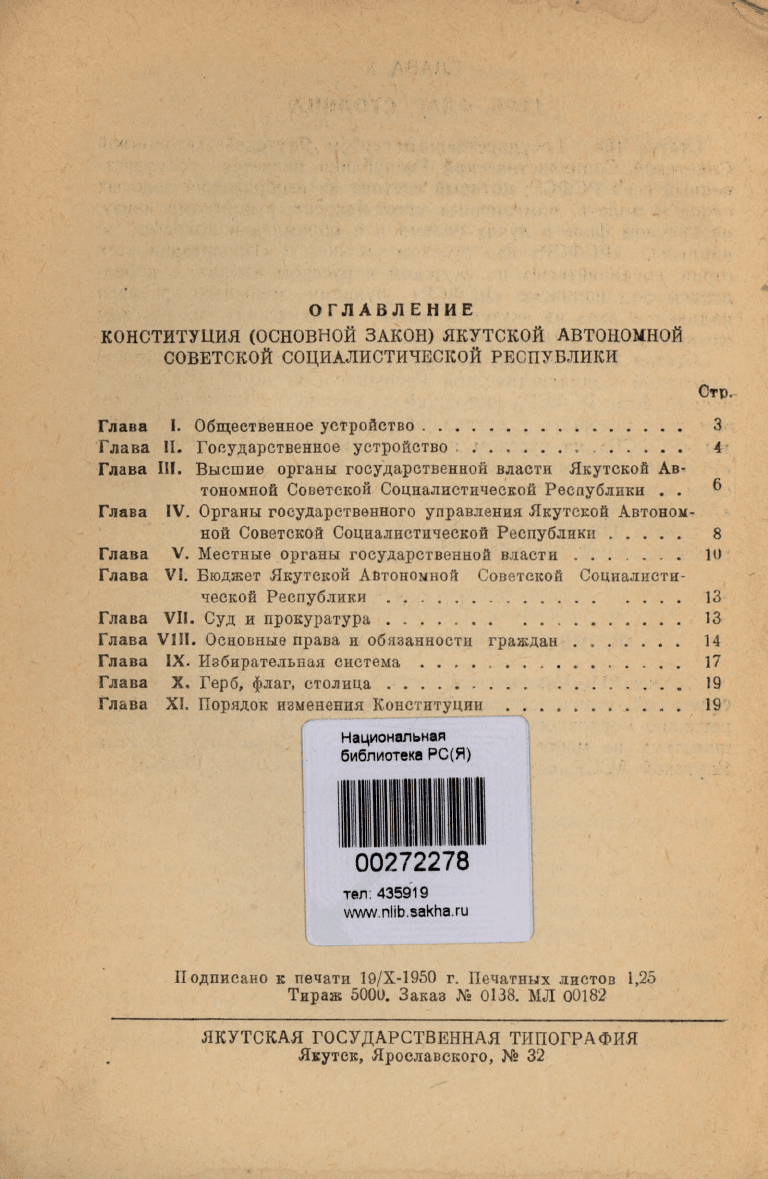 ОГЛАВЛЕНИЕ
КОНСТИТУЦИЯ (ОСНОВНОЙ ЗАКОН) ЯКУТСКОЙ АВТОНОМНОЙ
СОВЕТСКОЙ СОЦИАЛИСТИЧЕСКОЙ РЕСПУБЛИКИ
Стр.
Глава I. Общественное устройство . . . . . . . . . . . . . . . . 3
Глава II. Государственное устройство . . . . . . . . . . . . . . 4
Глава III. Высшие органы государственной власти Якутской Ав-
тономной Советской Социалистической Республики . . 6
Глава IV. Органы государственного управления Якутской Автоном-
ной Советской Социалистической Республики . . . . . 8
Глава V. Местные органы государственной власти . . . . . . . 10
Глава VI. Бюджет Якутской Автономной Советской Социалисти-
ческой Республики . . . . . . . . . . . . . . . 13
Глава VII. Суд и прокуратура . . . . . . . . . . . . . . . . 13
Глава VIII. Основные права и обязанности граждан . . . . . . . 14
Глава IX. Избирательная система . . . . . . . . . . . . . . . . 17
Глава X. Герб, флаг, столица . . . . . . . . . . . . . . . . . 19
Глава XI. Порядок изменения Конституции . . . . . . . . . . . 19
Национальная
библиотека РС(Я)
00272278
тел: 435919
www.nlib.sakha.ru
Подписано к печати 19/X-1950 г. Печатных листов 1,25
Тираж 5000. Заказ № 0138. МЛ 00182
ЯКУТСКАЯ ГОСУДАРСТВЕННАЯ ТИПОГРАФИЯ
Якутск, Ярославского, № 32